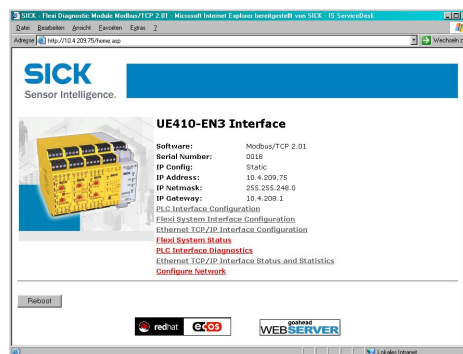 SICK - Flexi Diagnostic Module Modbus/TCP 2.01 - Microsoft Internet Explorer bereitgestellt von SICK - IS ServiceDesk
Datei Bearbeiten Ansicht Favoriten Extras ?
Adresse http://10.4.209.75/home.asp Wechseln z
SICK
Sensor Intelligence.
UE410-EN3 Interface
Software: Modbus/TCP 2.01
Serial Number: 0018
IP Config: Static
IP Address: 10.4.209.75
IP Netmask: 255.255.248.0
IP Gateway: 10.4.208.1
PLC Interface Configuration
Flexi System Interface Configuration
Ethernet TCP/IP Interface Configuration
Flexi System Status
PLC Interface Diagnostics
Ethernet TCP/IP Interface Status and Statistics
Configure Network
Reboot
redhat eCos
goahead
WEBSERVER
Lokales Intranet